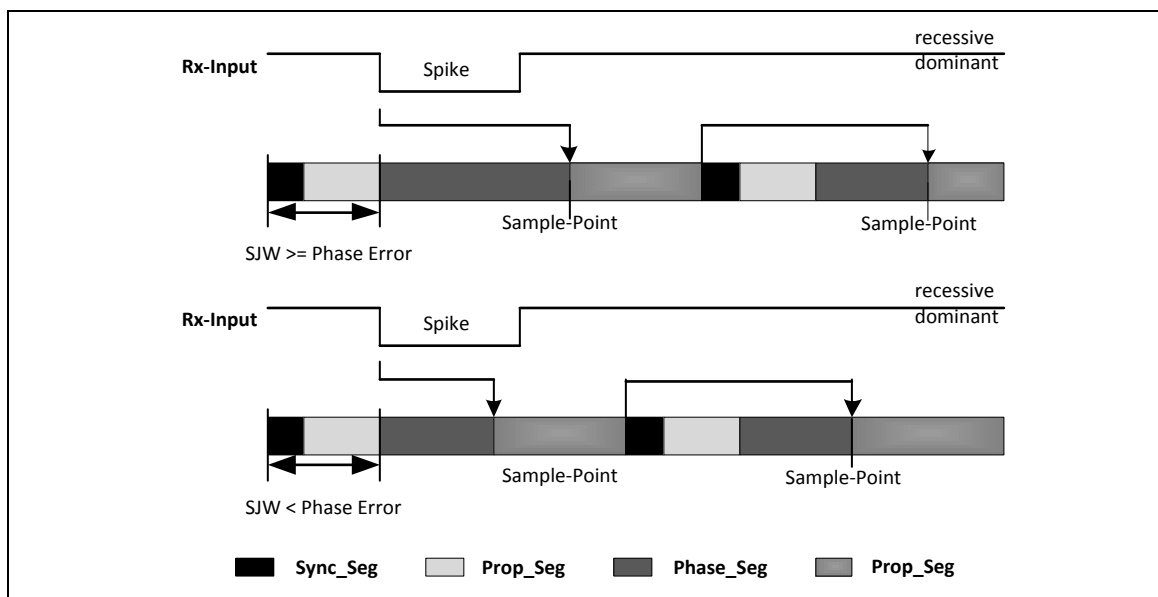 recessive
Rx-Input
dominant
Spike
Sample-Point
Sample-Point
SJW >= Phase Error
recessive
Rx-Input
dominant
Spike
Sample-Point
Sample-Point
SJW < Phase Error
Sync_Seg
Prop_Seg
Phase_Seg
Prop_Seg